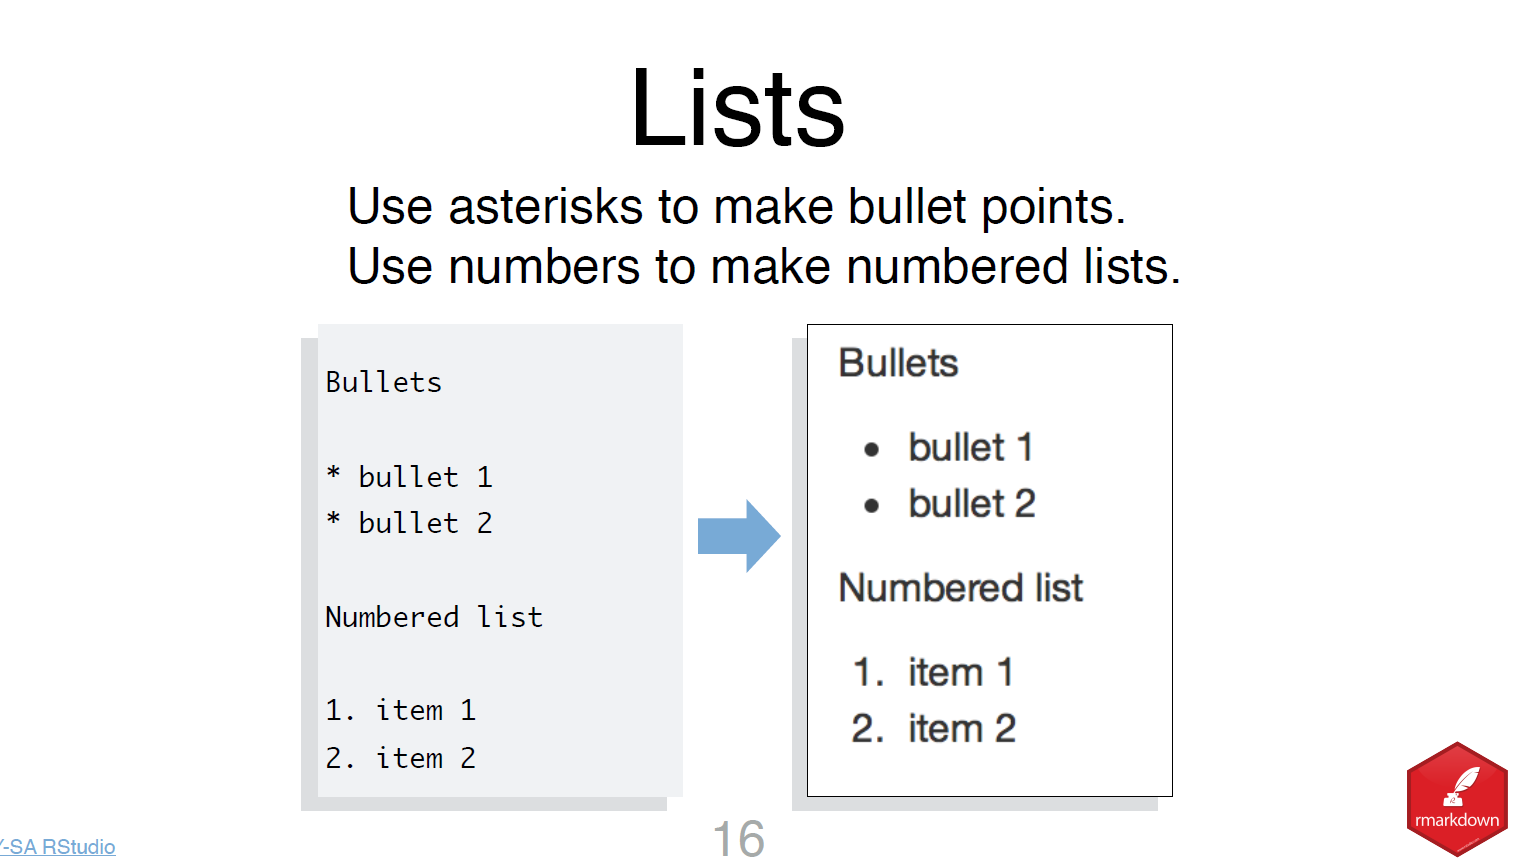 Lists
Use asterisks to make bullet points.
Use numbers to make numbered lists.
Bullets
* bullet 1
* bullet 2
Numbered list
1. item 1
2. item 2
Bullets
• bullet 1
• bullet 2
Numbered list
1. item 1
2. item 2
rmarkdown
Y-SA RStudio
16